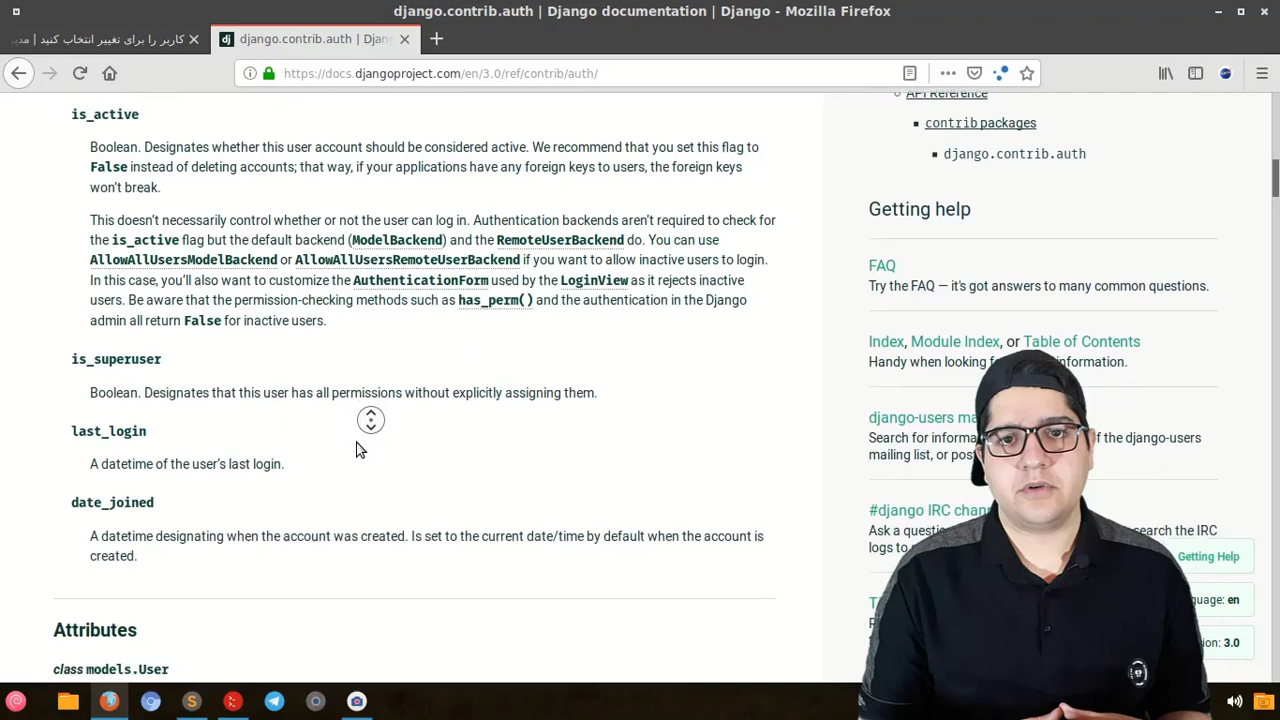 django.contrib.auth | Django documentation | Django - Mozilla Firefox
کاربر را برای تغییر انتخاب کنید | مدیر
django.contrib.auth | Djang
https://docs.djangoproject.com/en/3.0/ref/contrib/auth/
is_active
Boolean. Designates whether this user account should be considered active. We recommend that you set this flag to
False instead of deleting accounts; that way, if your applications have any foreign keys to users, the foreign keys
won't break.
This doesn't necessarily control whether or not the user can log in. Authentication backends aren't required to check for
the is_active flag but the default backend (ModelBackend) and the RemoteUserBackend do. You can use
AllowAllUsersModelBackend or AllowAllUsersRemoteUserBackend if you want to allow inactive users to login.
In this case, you'll also want to customize the AuthenticationForm used by the LoginView as it rejects inactive
users. Be aware that the permission-checking methods such as has_perm() and the authentication in the Django
admin all return False for inactive users.
is_superuser
Boolean. Designates that this user has all permissions without explicitly assigning them.
last_login
A datetime of the user's last login.
date_joined
A datetime designating when the account was created. Is set to the current date/time by default when the account is
created.
Attributes
class models.User
API Reference
contrib packages
django.contrib.auth
Getting help
FAQ
Try the FAQ — it's got answers to many common questions.
Index, Module Index, or Table of Contents
Handy when looking information.
django-users ma
Search for informa of the django-users
mailing list, or pos
#django IRC chan
Ask a question search the IRC
logs to
Getting Help
guage: en
ion: 3.0